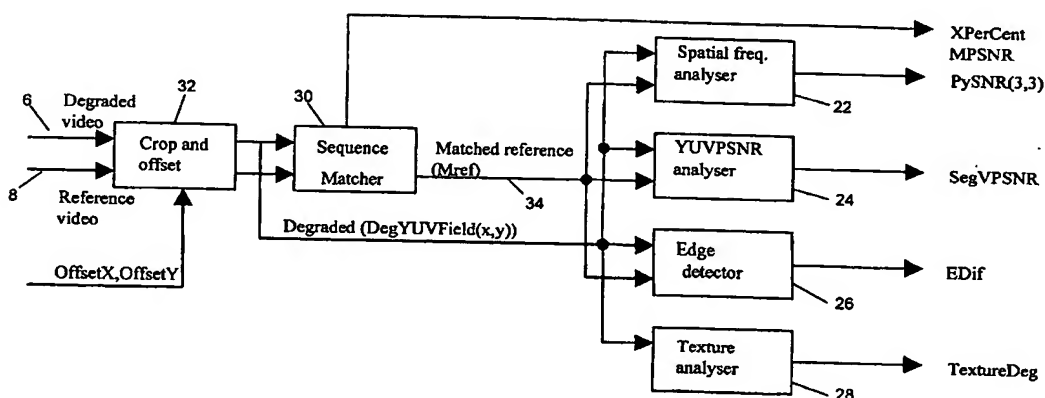 XPerCent
MPSNR
PySNR(3,3)
Spatial freq.
analyser
22
32
30
6
Degraded
video
Crop and
offset
Sequence
Matcher
8
Reference
video
Matched reference
(Mref)
34
YUVPSNR
analyser
24
SegVPSNR
Degraded (DegYUVField(x,y))
OffsetX,OffsetY
Edge
detector
26
EDif
Texture
analyser
28
TextureDeg